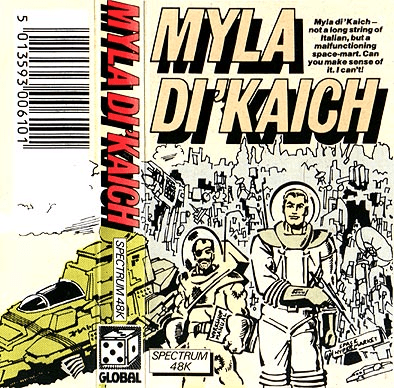 5 013593 006101
MYLA DI'KAICH
SPECTRUM 48K
GLOBAL
MYLA
DI'KAICH
Myla di'Kaich –
not a long string of
Italian, but a
malfunctioning
space-mart. Can
you make sense of
it. I can't!
SPECTRUM
48K